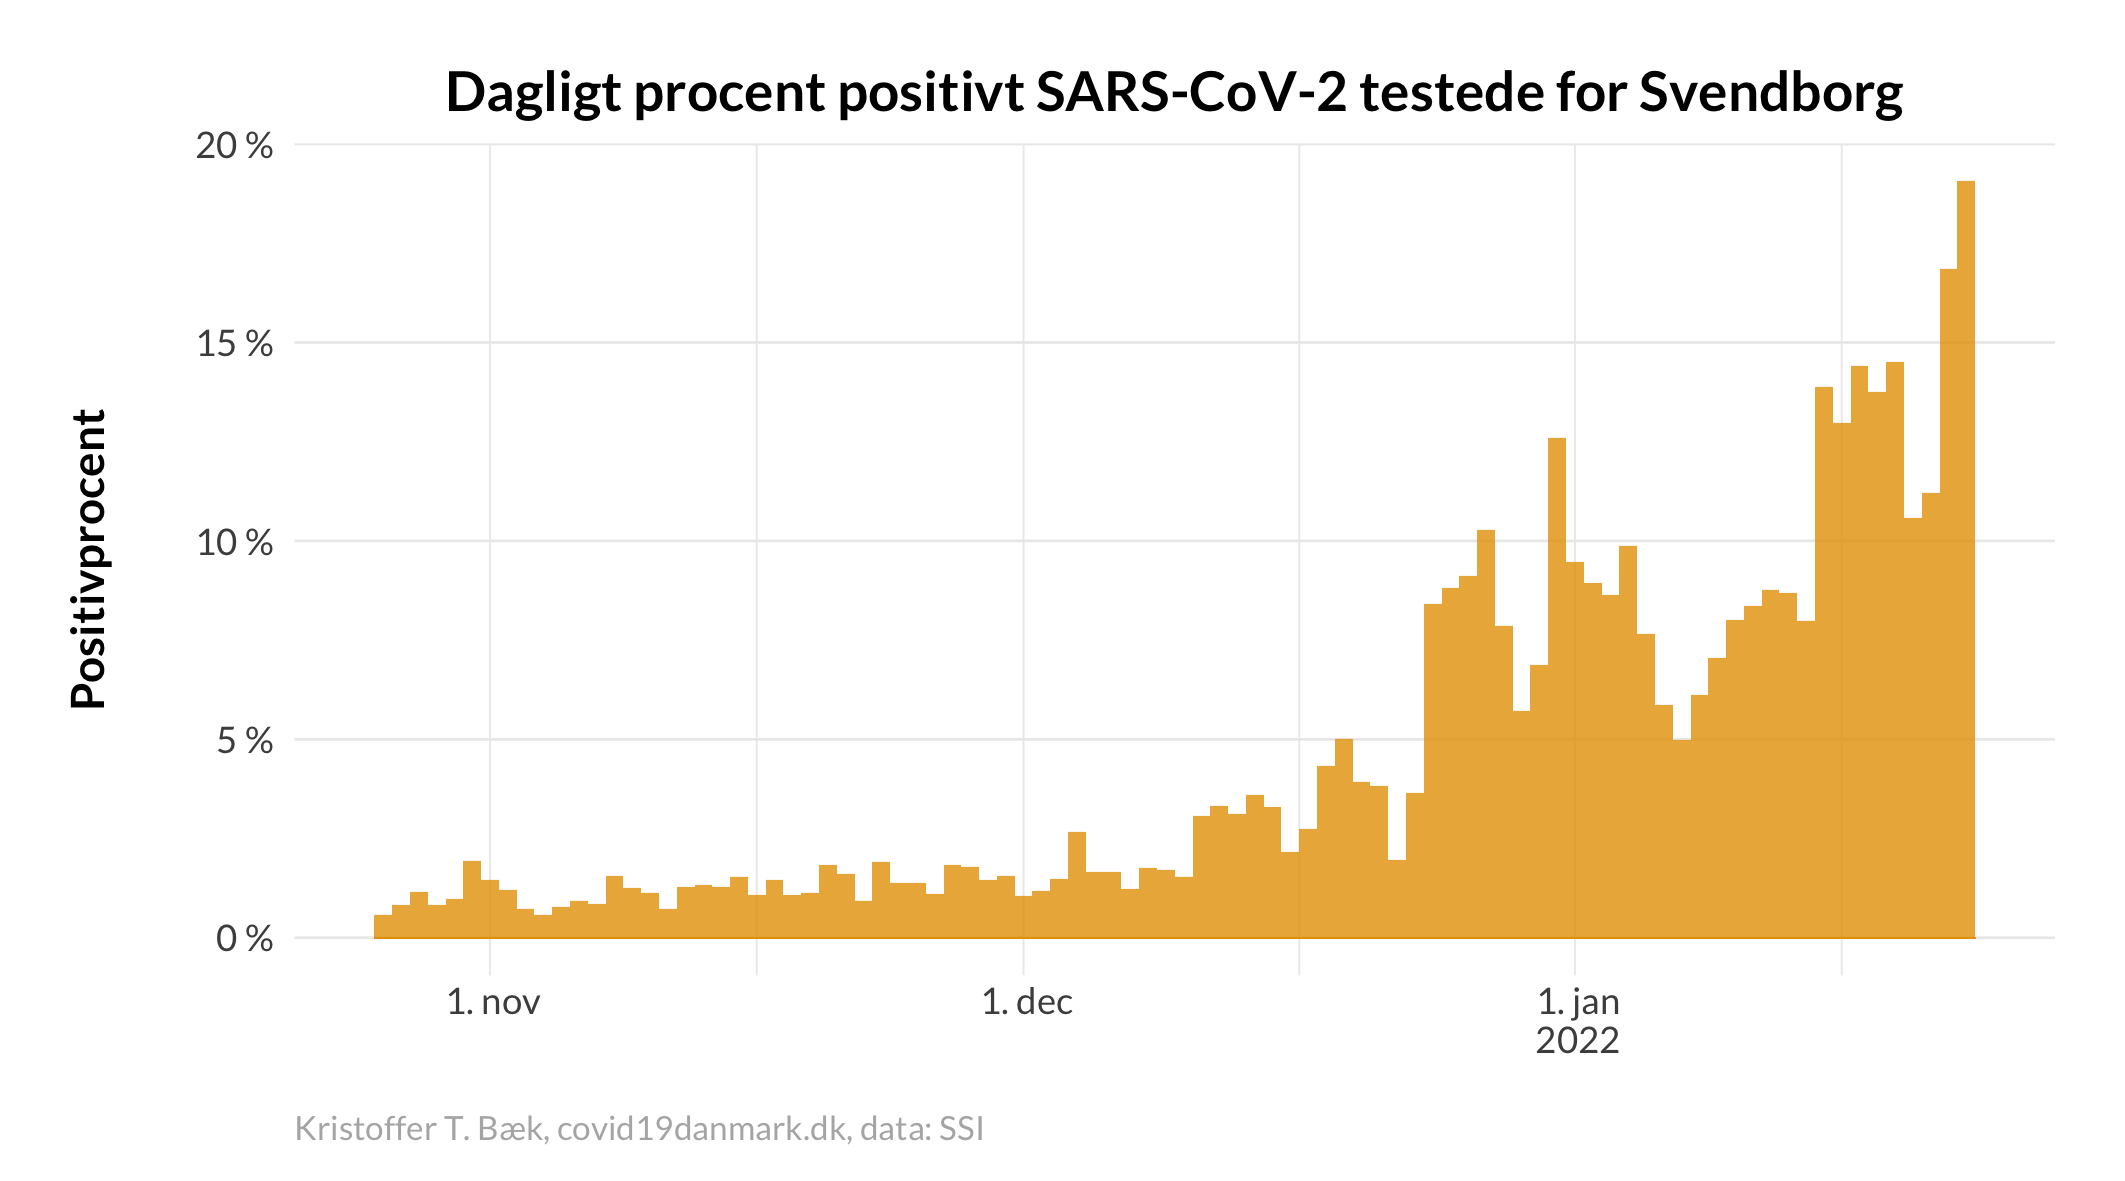 Dagligt procent positivt SARS-CoV-2 testede for Svendborg
20 %
15 %
10 %
5 %
0 %
Positivprocent
1. nov
1. dec
1. jan
2022
Kristoffer T. Bæk, covid19danmark.dk, data: SSI